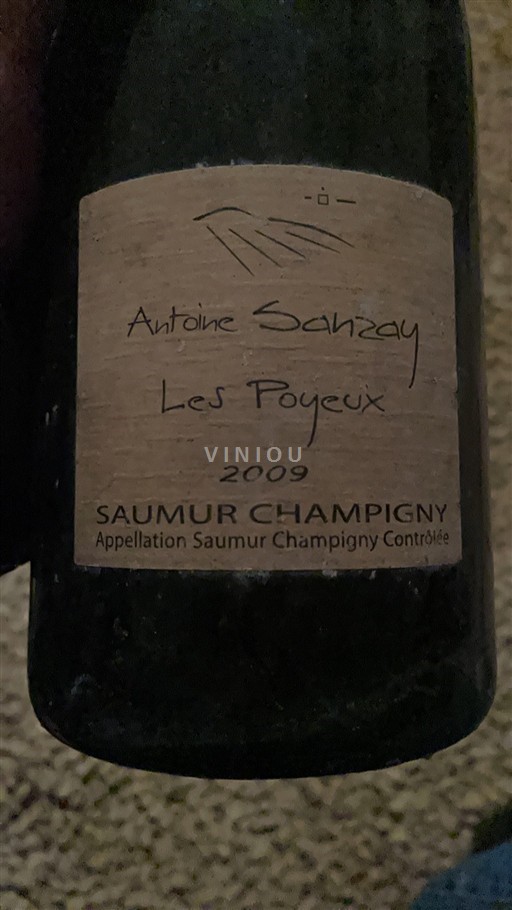 Antoine Sanzay
Les Poyeux
VINIOU
2009
SAUMUR CHAMPIGNY
Appellation Saumur Champigny Contrôlée